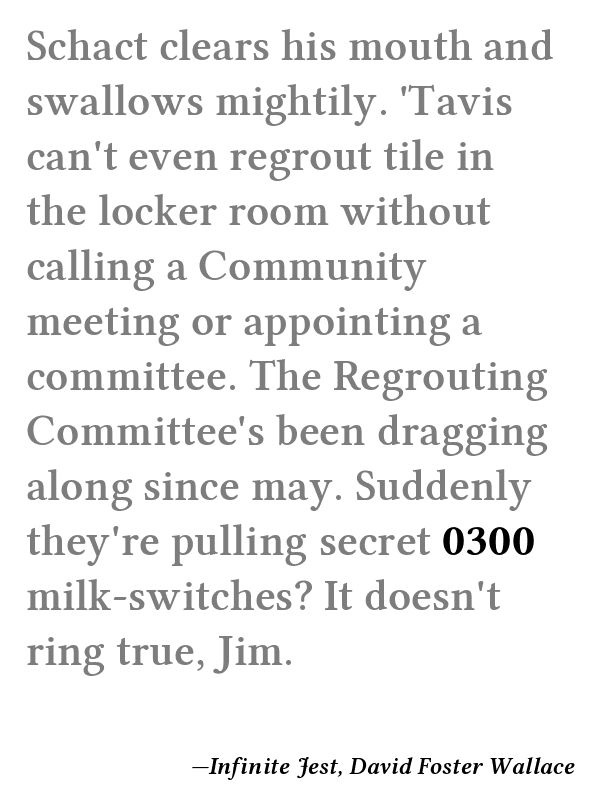 Schact clears his mouth and
swallows mightily. 'Tavis
can't even regrout tile in
the locker room without
calling a Community
meeting or appointing a
committee. The Regrouting
Committee's been dragging
along since may. Suddenly
they're pulling secret 0300
milk-switches? It doesn't
ring true, Jim.
—Infinite Jest, David Foster Wallace